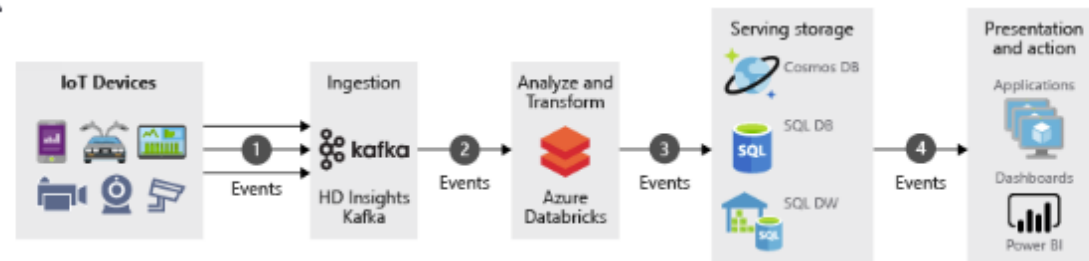 IoT Devices
1
Events
Ingestion
kafka
HD Insights
Kafka
2
Events
Analyze and
Transform
Azure
Databricks
3
Events
Serving storage
Cosmos DB
SQL DB
SQL
SQL DW
SQL
4
Events
Presentation
and action
Applications
Dashboards
Power BI